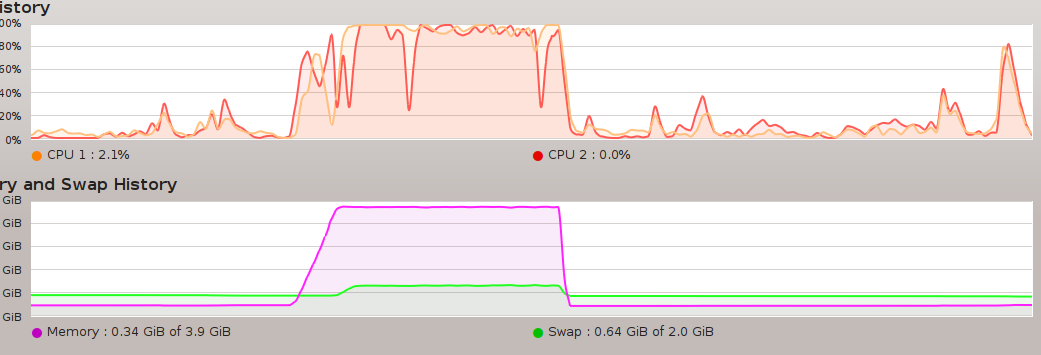 istory
00%
80%
60%
40%
20%
0%
CPU 1 : 2.1%
CPU 2 : 0.0%
ry and Swap History
GiB
GiB
GiB
GiB
GiB
GiB
Memory : 0.34 GiB of 3.9 GiB
Swap : 0.64 GiB of 2.0 GiB